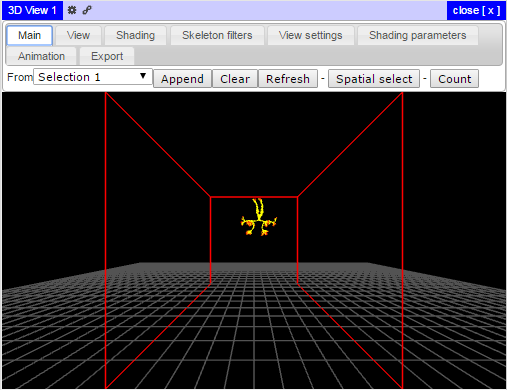 3D View 1 close [ x ]
Main View Shading Skeleton filters View settings Shading parameters
Animation Export
From Selection 1 Append Clear Refresh - Spatial select - Count